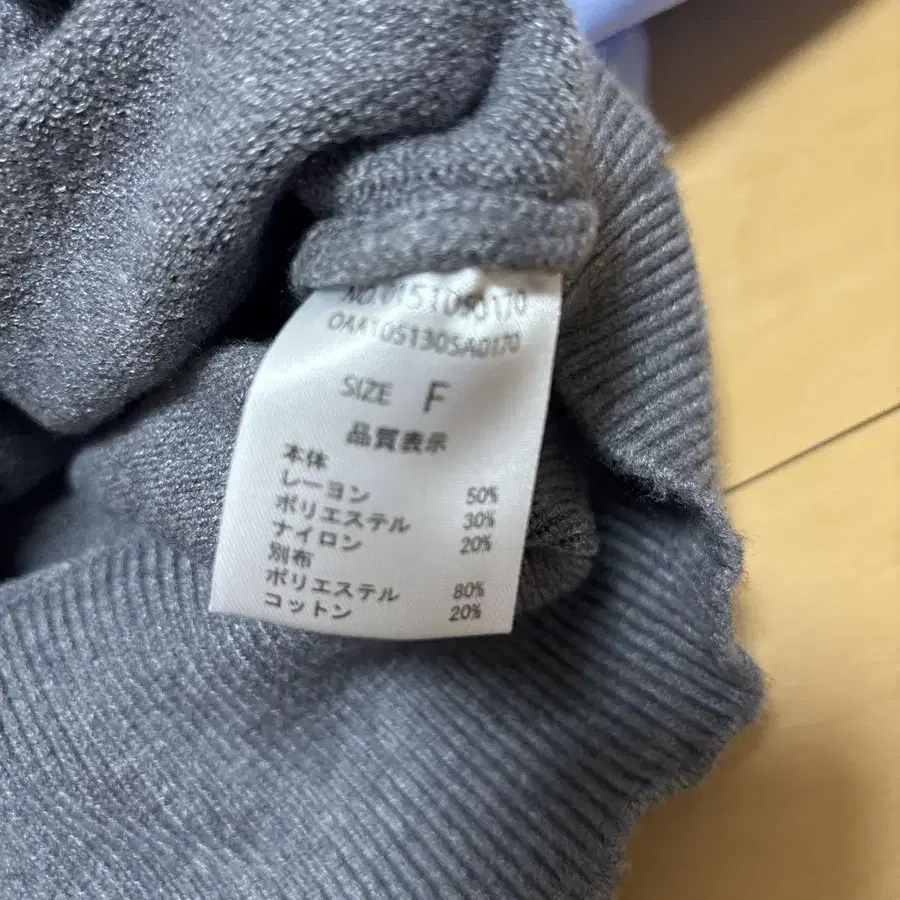 NO.0151050170
OAA1051305A0170
SIZE F
品質表示
本体
レーヨン 50%
ポリエステル 30%
ナイロン 20%
別布
ポリエステル 80%
コットン 20%